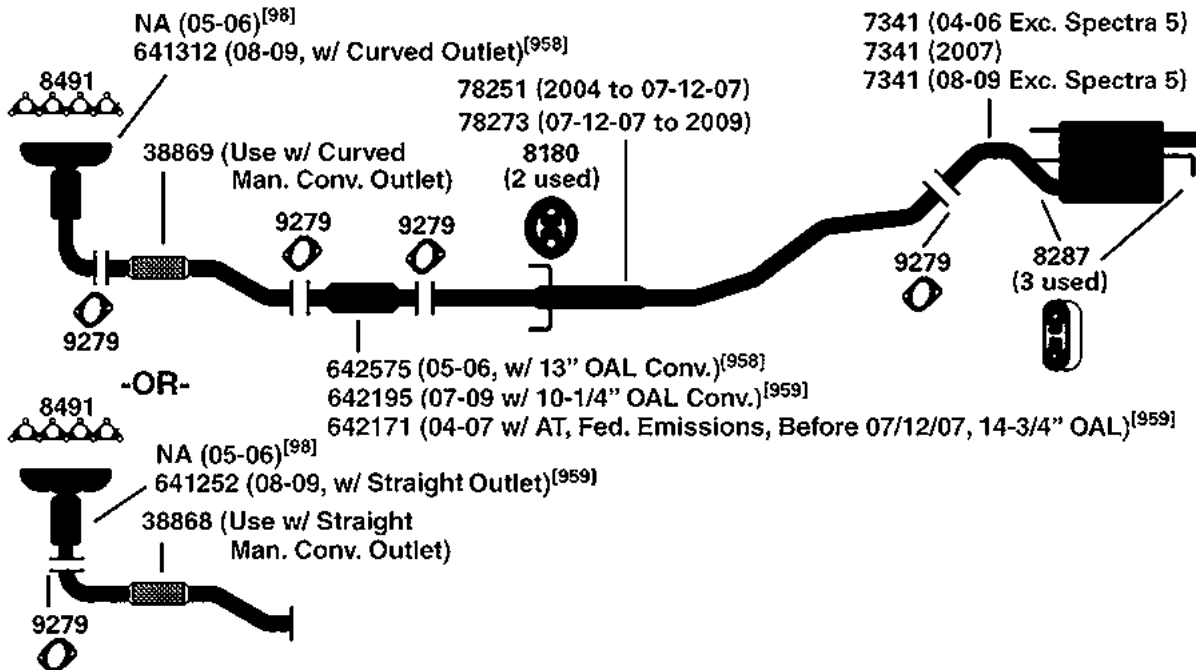 NA (05-06)[98]
641312 (08-09, w/ Curved Outlet)[958]
8491
38869 (Use w/ Curved
Man. Conv. Outlet)
9279
9279
9279
78251 (2004 to 07-12-07)
78273 (07-12-07 to 2009)
8180
(2 used)
7341 (04-06 Exc. Spectra 5)
7341 (2007)
7341 (08-09 Exc. Spectra 5)
9279
8287
(3 used)
642575 (05-06, w/ 13” OAL Conv.)[958]
642195 (07-09 w/ 10-1/4” OAL Conv.)[959]
642171 (04-07 w/ AT, Fed. Emissions, Before 07/12/07, 14-3/4” OAL)[959]
-OR-
8491
NA (05-06)[98]
641252 (08-09, w/ Straight Outlet)[959]
38868 (Use w/ Straight
Man. Conv. Outlet)
9279